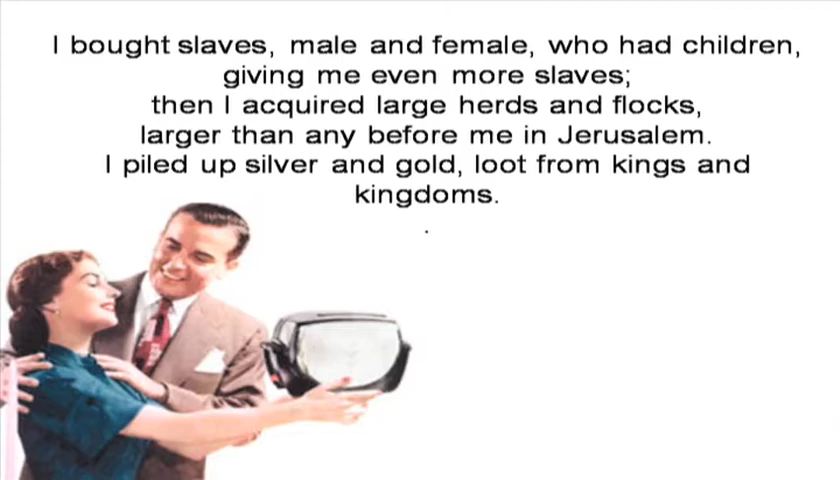 I bought slaves, male and female, who had children,
giving me even more slaves;
then I acquired large herds and flocks,
larger than any before me in Jerusalem.
I piled up silver and gold, loot from kings and
kingdoms.
.